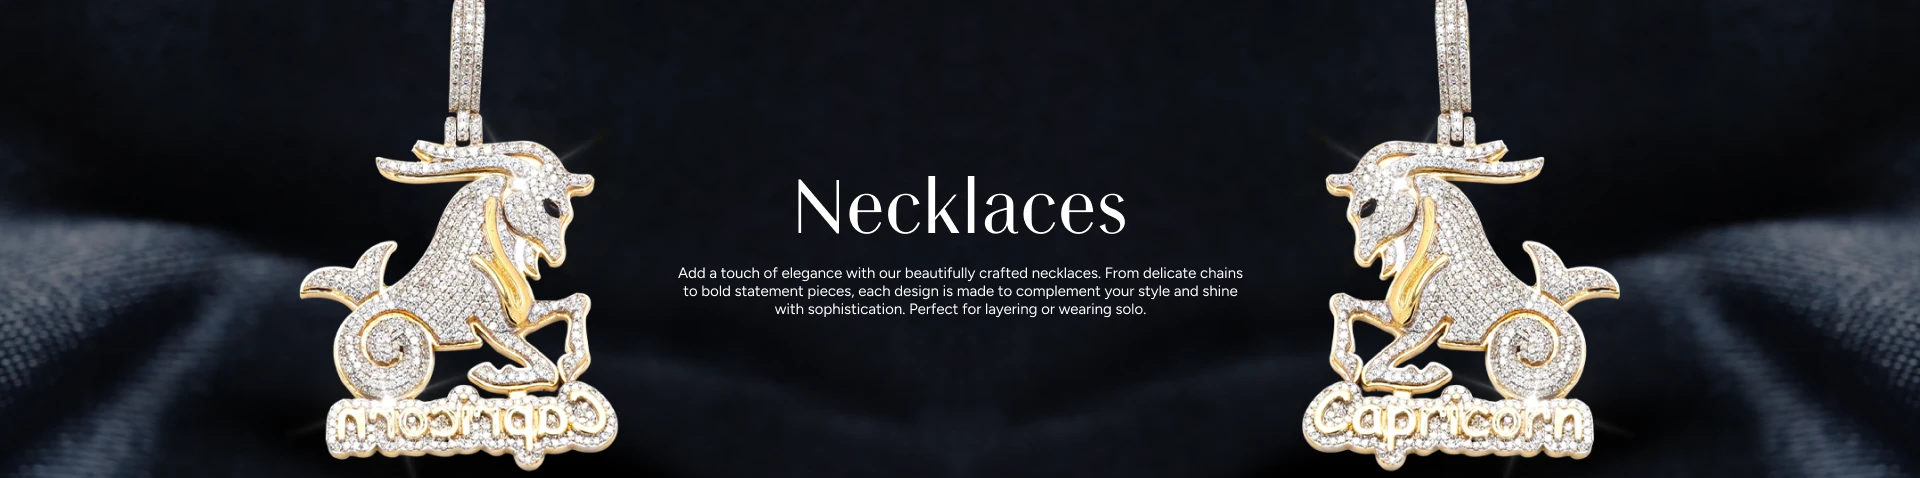 Necklaces
Add a touch of elegance with our beautifully crafted necklaces. From delicate chains
to bold statement pieces, each design is made to complement your style and shine
with sophistication. Perfect for layering or wearing solo.
Capricorn
Capricorn